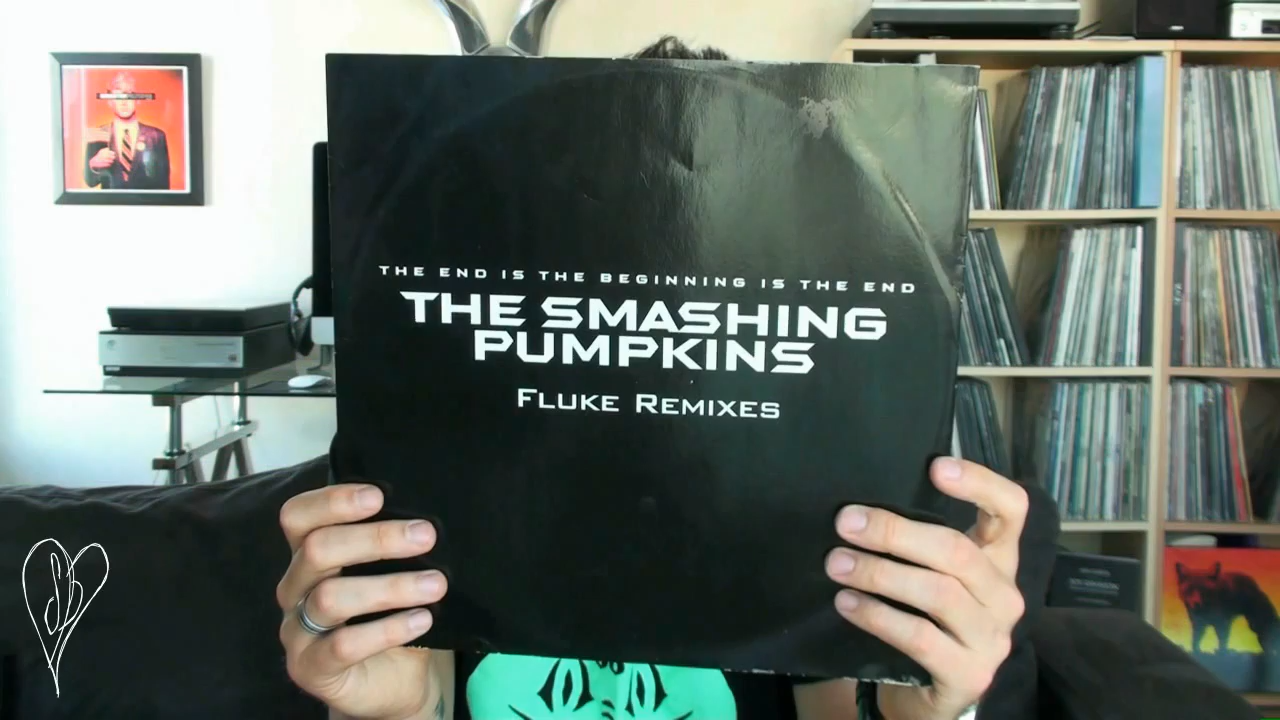 THE END IS THE BEGINNING IS THE END
THE SMASHING
PUMPKINS
FLUKE REMIXES